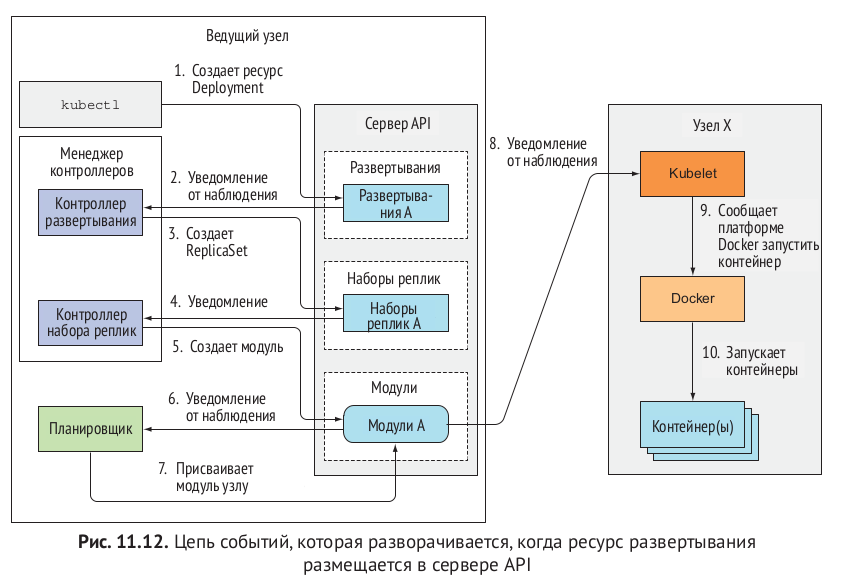 Ведущий узел
1. Создает ресурс
Deployment
kubectl
Сервер API
Узел X
8. Уведомление
от наблюдения
Менеджер
контроллеров
Развертывания
Kubelet
2. Уведомление
от наблюдения
Контроллер
развертывания
Развертыва-
ния A
9. Сообщает
платформе
Docker запустить
контейнер
3. Создает
ReplicaSet
Наборы реплик
Docker
4. Уведомление
Контроллер
набора реплик
Наборы
реплик A
5. Создает модуль
10. Запускает
контейнеры
Модули
6. Уведомление
от наблюдения
Планировщик
Модули A
Контейнер(ы)
7. Присваивает
модуль узлу
Рис. 11.12. Цепь событий, которая разворачивается, когда ресурс развертывания
размещается в сервере API